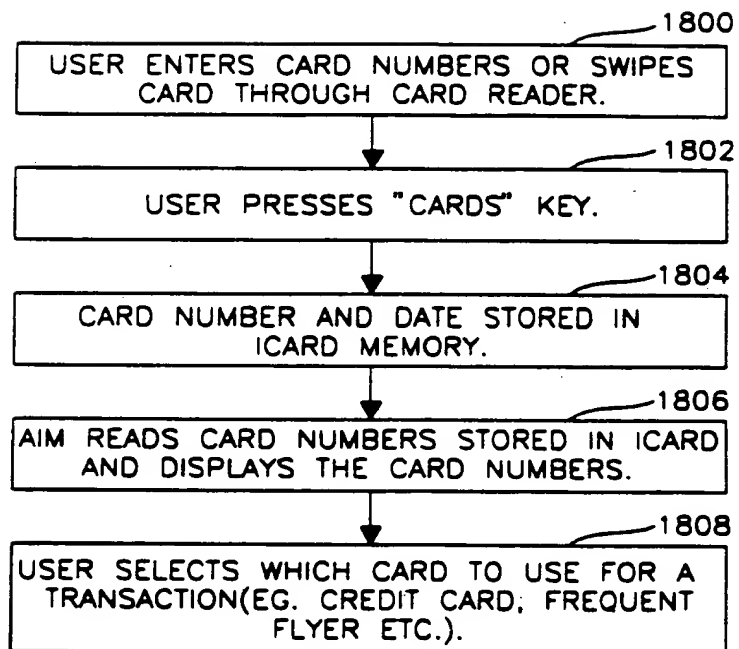 1800
USER ENTERS CARD NUMBERS OR SWIPES
CARD THROUGH CARD READER.
1802
USER PRESSES "CARDS" KEY.
1804
CARD NUMBER AND DATE STORED IN
ICARD MEMORY.
1806
AIM READS CARD NUMBERS STORED IN ICARD
AND DISPLAYS THE CARD NUMBERS.
1808
USER SELECTS WHICH CARD TO USE FOR A
TRANSACTION(EG. CREDIT CARD; FREQUENT
FLYER ETC.).